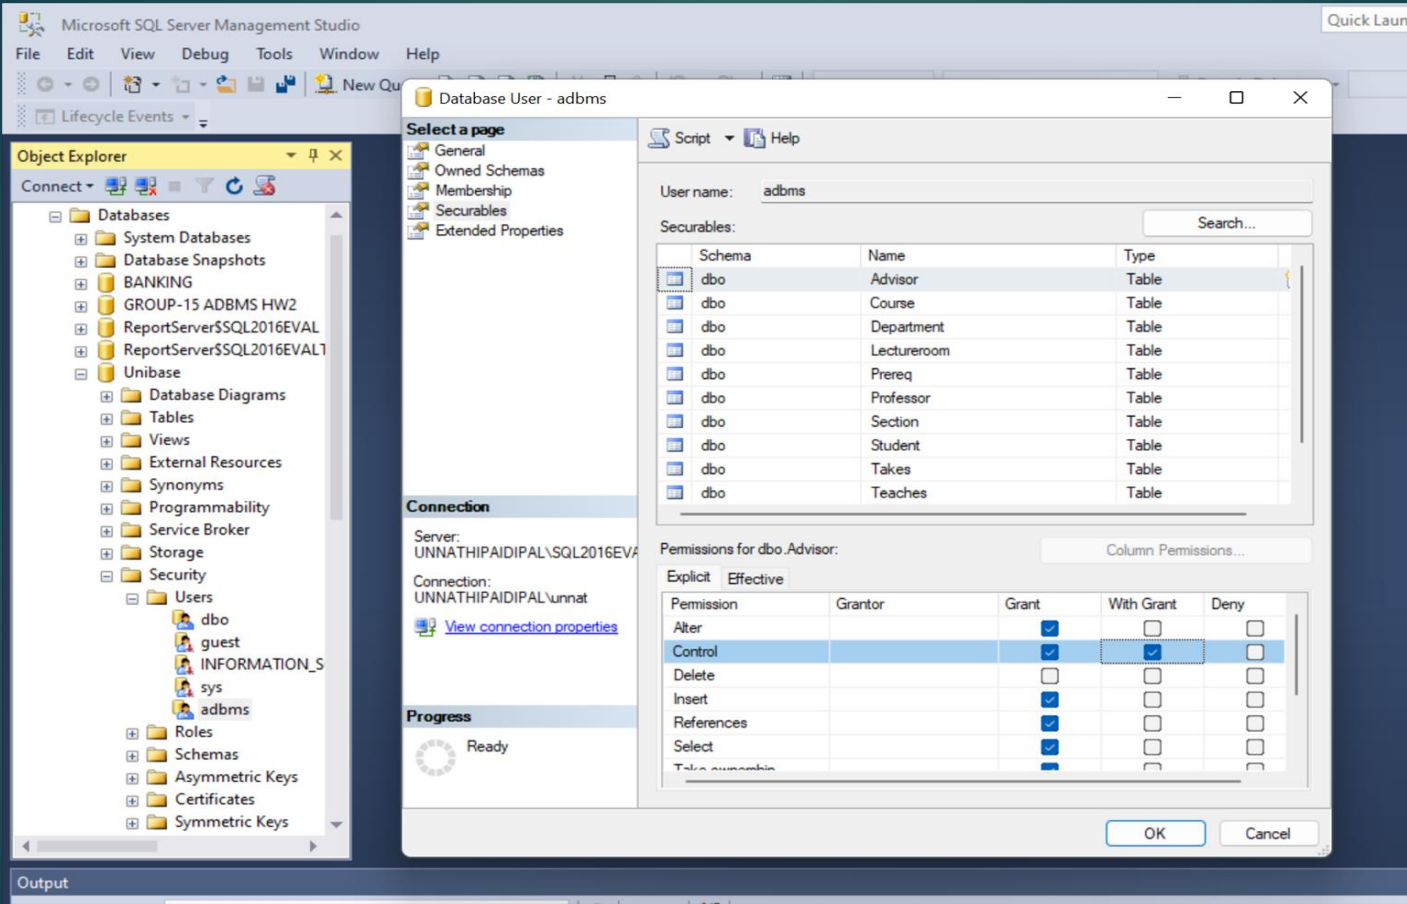 Microsoft SQL Server Management Studio
Quick Laun
File Edit View Debug Tools Window Help
New Qu
Lifecycle Events
Object Explorer
Connect
Databases
System Databases
Database Snapshots
BANKING
GROUP-15 ADBMS HW2
ReportServer$SQL2016EVAL
ReportServer$SQL2016EVALT
Unibase
Database Diagrams
Tables
Views
External Resources
Synonyms
Programmability
Service Broker
Storage
Security
Users
dbo
guest
INFORMATION_S
sys
adbms
Roles
Schemas
Asymmetric Keys
Certificates
Symmetric Keys
Output
Database User - adbms
Select a page
General
Owned Schemas
Membership
Securables
Extended Properties
Connection
Server:
UNNATHIPAIDIPAL\SQL2016EVA
Connection:
UNNATHIPAIDIPAL\unnat
View connection properties
Progress
Ready
Script Help
User name: adbms
Securables: Search...
Schema Name Type
dbo Advisor Table
dbo Course Table
dbo Department Table
dbo Lectureroom Table
dbo Prereq Table
dbo Professor Table
dbo Section Table
dbo Student Table
dbo Takes Table
dbo Teaches Table
Permissions for dbo.Advisor: Column Permissions...
Explicit Effective
Permission Grantor Grant With Grant Deny
Alter
Control
Delete
Insert
References
Select
Take ownership
OK Cancel